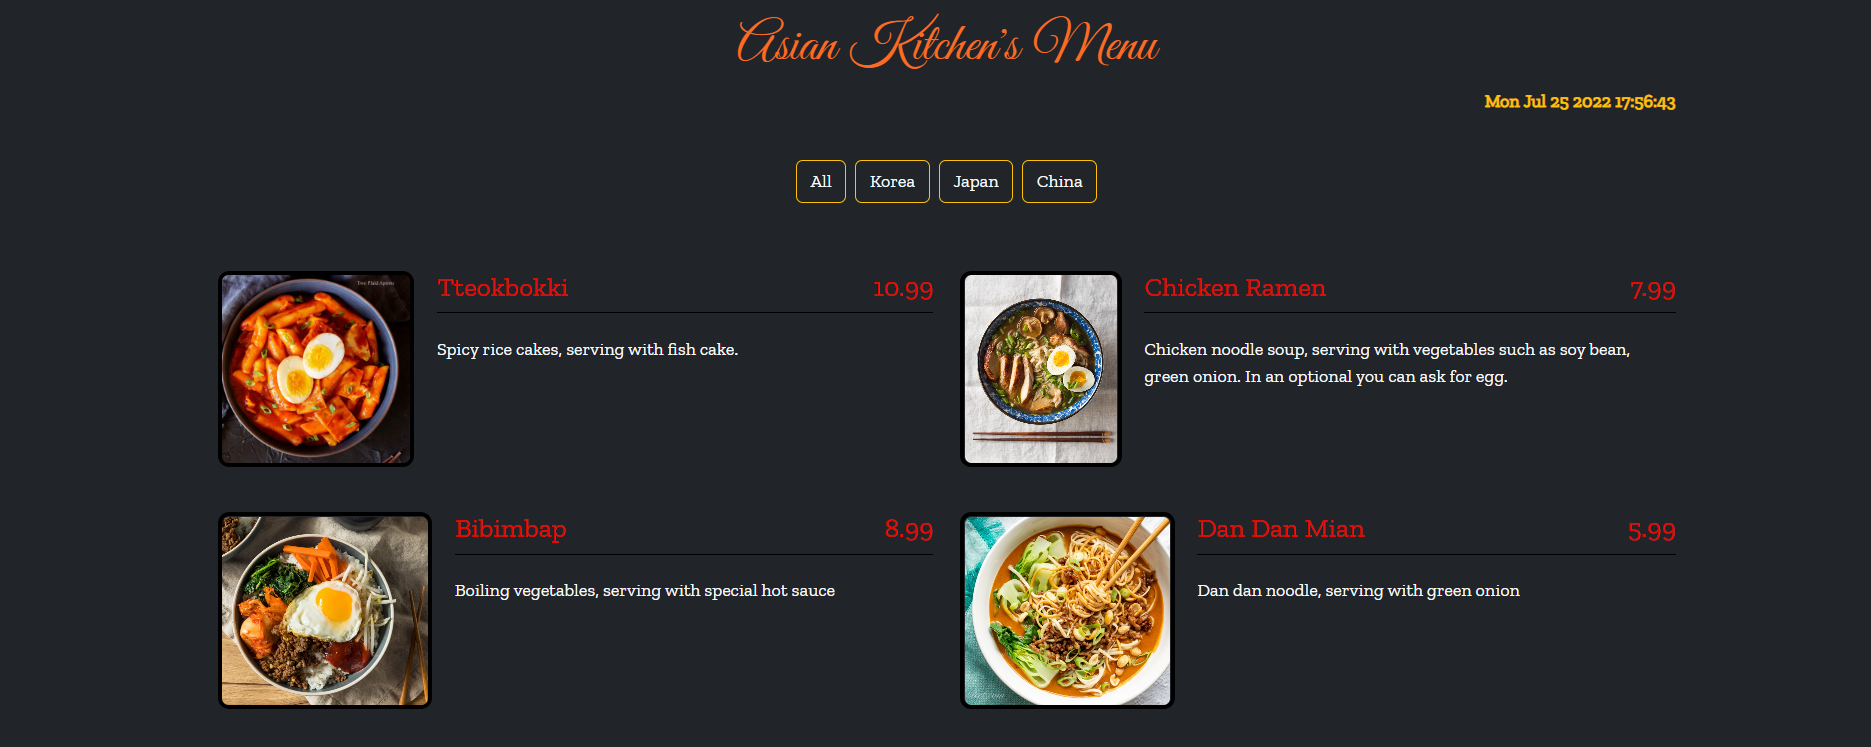 Asian Kitchen's Menu
Mon Jul 25 2022 17:56:43
All Korea Japan China
Tteokbokki 10.99
Spicy rice cakes, serving with fish cake.
Chicken Ramen 7.99
Chicken noodle soup, serving with vegetables such as soy bean,
green onion. In an optional you can ask for egg.
Bibimbap 8.99
Boiling vegetables, serving with special hot sauce
Dan Dan Mian 5.99
Dan dan noodle, serving with green onion